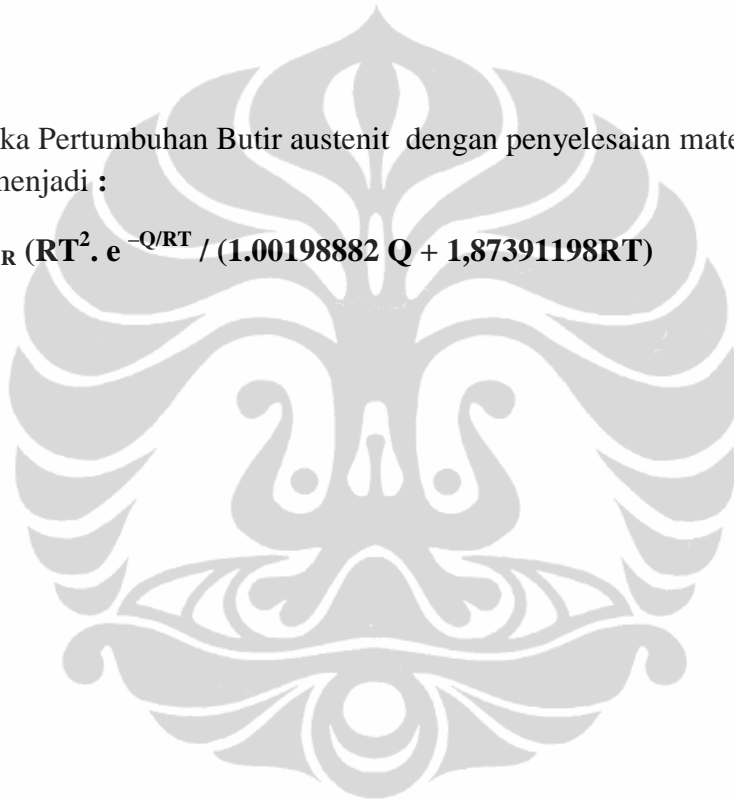 ka Pertumbuhan Butir austenit dengan penyelesaian mate
menjadi :
R (RT². e ⁻Q/RT / (1.00198882 Q + 1,87391198RT)